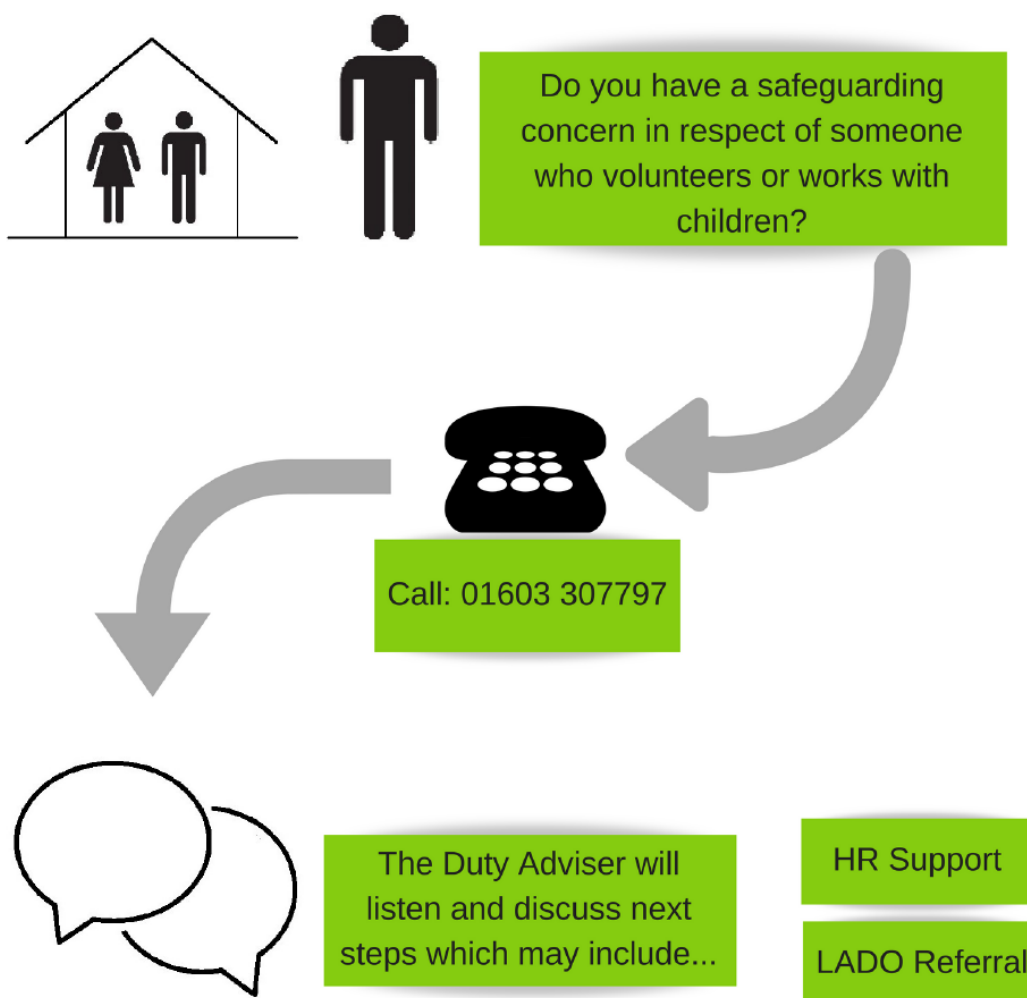 Do you have a safeguarding
concern in respect of someone
who volunteers or works with
children?
Call: 01603 307797
The Duty Adviser will
listen and discuss next
steps which may include...
HR Support
LADO Referral